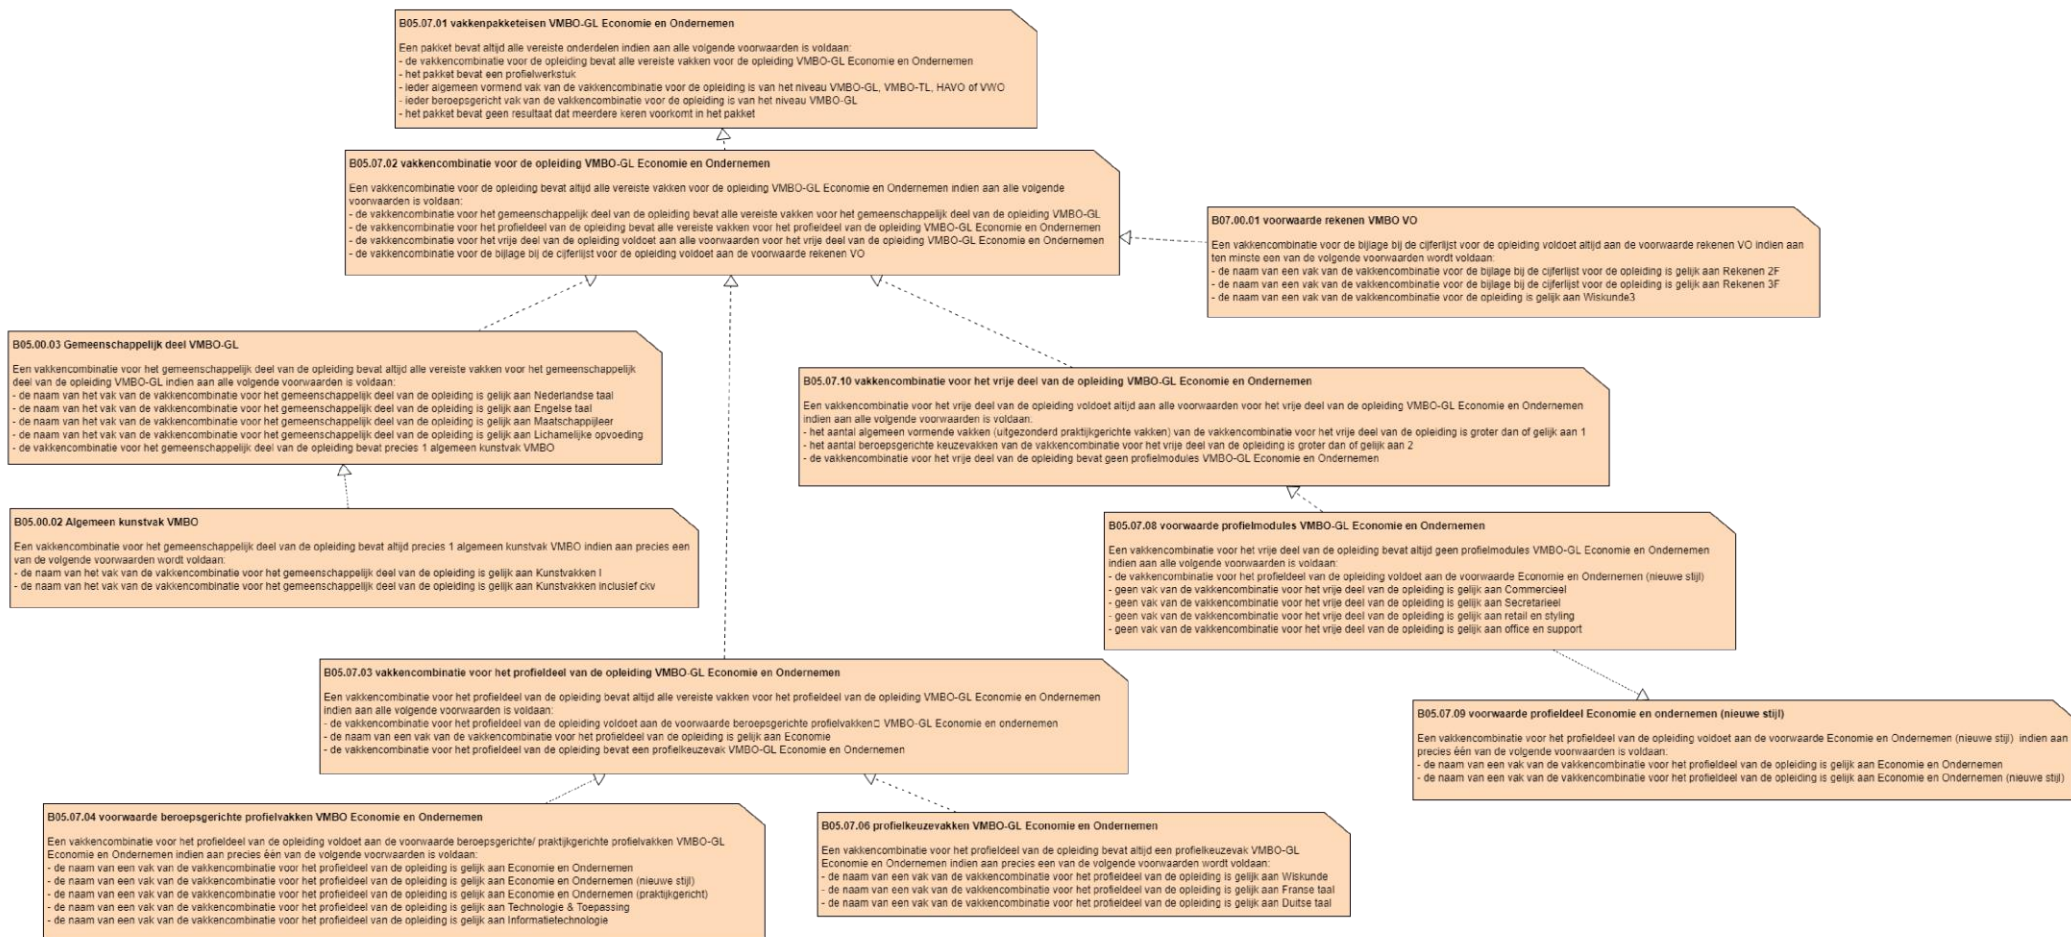 B05.07.01 vakkenpakketeisen VMBO-GL Economie en Ondernemen
Een pakket bevat altijd alle vereiste onderdelen indien aan alle volgende voorwaarden is voldaan:
- de vakkencombinatie voor de opleiding bevat alle vereiste vakken voor de opleiding VMBO-GL Economie en Ondernemen
- het pakket bevat een profielwerkstuk
- ieder algemeen vormend vak van de vakkencombinatie voor de opleiding is van het niveau VMBO-GL, VMBO-TL, HAVO of VWO
- ieder beroepsgericht vak van de vakkencombinatie voor de opleiding is van het niveau VMBO-GL
- het pakket bevat geen resultaat dat meerdere keren voorkomt in het pakket
B05.07.02 vakkencombinatie voor de opleiding VMBO-GL Economie en Ondernemen
Een vakkencombinatie voor de opleiding bevat altijd alle vereiste vakken voor de opleiding VMBO-GL Economie en Ondernemen indien aan alle volgende
voorwaarden is voldaan:
- de vakkencombinatie voor het gemeenschappelijk deel van de opleiding bevat alle vereiste vakken voor het gemeenschappelijk deel van de opleiding VMBO-GL
- de vakkencombinatie voor het profieldeel van de opleiding bevat alle vereiste vakken voor het profieldeel van de opleiding VMBO-GL Economie en Ondernemen
- de vakkencombinatie voor het vrije deel van de opleiding voldoet aan alle voorwaarden voor het vrije deel van de opleiding VMBO-GL Economie en Ondernemen
- de vakkencombinatie voor de bijlage bij de cijferlijst voor de opleiding voldoet aan de voorwaarde rekenen VO
B07.00.01 voorwaarde rekenen VMBO VO
Een vakkencombinatie voor de bijlage bij de cijferlijst voor de opleiding voldoet altijd aan de voorwaarde rekenen VO indien aan
ten minste een van de volgende voorwaarden wordt voldaan:
- de naam van een vak van de vakkencombinatie voor de bijlage bij de cijferlijst voor de opleiding is gelijk aan Rekenen 2F
- de naam van een vak van de vakkencombinatie voor de bijlage bij de cijferlijst voor de opleiding is gelijk aan Rekenen 3F
- de naam van een vak van de vakkencombinatie voor de opleiding is gelijk aan Wiskunde3
B05.00.03 Gemeenschappelijk deel VMBO-GL
Een vakkencombinatie voor het gemeenschappelijk deel van de opleiding bevat altijd alle vereiste vakken voor het gemeenschappelijk
deel van de opleiding VMBO-GL indien aan alle volgende voorwaarden is voldaan:
- de naam van het vak van de vakkencombinatie voor het gemeenschappelijk deel van de opleiding is gelijk aan Nederlandse taal
- de naam van het vak van de vakkencombinatie voor het gemeenschappelijk deel van de opleiding is gelijk aan Engelse taal
- de naam van het vak van de vakkencombinatie voor het gemeenschappelijk deel van de opleiding is gelijk aan Maatschappijleer
- de naam van het vak van de vakkencombinatie voor het gemeenschappelijk deel van de opleiding is gelijk aan Lichamelijke opvoeding
- de vakkencombinatie voor het gemeenschappelijk deel van de opleiding bevat precies 1 algemeen kunstvak VMBO
B05.07.10 vakkencombinatie voor het vrije deel van de opleiding VMBO-GL Economie en Ondernemen
Een vakkencombinatie voor het vrije deel van de opleiding voldoet altijd aan alle voorwaarden voor het vrije deel van de opleiding VMBO-GL Economie en Ondernemen
indien aan alle volgende voorwaarden is voldaan:
- het aantal algemeen vormende vakken (uitgezonderd praktijkgerichte vakken) van de vakkencombinatie voor het vrije deel van de opleiding is groter dan of gelijk aan 1
- het aantal beroepsgerichte keuzevakken van de vakkencombinatie voor het vrije deel van de opleiding is groter dan of gelijk aan 2
- de vakkencombinatie voor het vrije deel van de opleiding bevat geen profielmodules VMBO-GL Economie en Ondernemen
B05.00.02 Algemeen kunstvak VMBO
Een vakkencombinatie voor het gemeenschappelijk deel van de opleiding bevat altijd precies 1 algemeen kunstvak VMBO indien aan precies een
van de volgende voorwaarden wordt voldaan:
- de naam van het vak van de vakkencombinatie voor het gemeenschappelijk deel van de opleiding is gelijk aan Kunstvakken I
- de naam van het vak van de vakkencombinatie voor het gemeenschappelijk deel van de opleiding is gelijk aan Kunstvakken inclusief ckv
B05.07.08 voorwaarde profielmodules VMBO-GL Economie en Ondernemen
Een vakkencombinatie voor het vrije deel van de opleiding bevat altijd geen profielmodules VMBO-GL Economie en Ondernemen
indien aan alle volgende voorwaarden is voldaan:
- de vakkencombinatie voor het profieldeel van de opleiding voldoet aan de voorwaarde Economie en Ondernemen (nieuwe stijl)
- geen vak van de vakkencombinatie voor het vrije deel van de opleiding is gelijk aan Commercieel
- geen vak van de vakkencombinatie voor het vrije deel van de opleiding is gelijk aan Secretarieel
- geen vak van de vakkencombinatie voor het vrije deel van de opleiding is gelijk aan retail en styling
- geen vak van de vakkencombinatie voor het vrije deel van de opleiding is gelijk aan office en support
B05.07.03 vakkencombinatie voor het profieldeel van de opleiding VMBO-GL Economie en Ondernemen
Een vakkencombinatie voor het profieldeel van de opleiding bevat altijd alle vereiste vakken voor het profieldeel van de opleiding VMBO-GL Economie en Ondernemen
indien aan alle volgende voorwaarden is voldaan:
- de vakkencombinatie voor het profieldeel van de opleiding voldoet aan de voorwaarde beroepsgerichte profielvakken VMBO-GL Economie en ondernemen
- de naam van een vak van de vakkencombinatie voor het profieldeel van de opleiding is gelijk aan Economie
- de vakkencombinatie voor het profieldeel van de opleiding bevat een profielkeuzevak VMBO-GL Economie en Ondernemen
B05.07.09 voorwaarde profieldeel Economie en ondernemen (nieuwe stijl)
Een vakkencombinatie voor het profieldeel van de opleiding voldoet aan de voorwaarde Economie en Ondernemen (nieuwe stijl) indien aan
precies één van de volgende voorwaarden is voldaan:
- de naam van een vak van de vakkencombinatie voor het profieldeel van de opleiding is gelijk aan Economie en Ondernemen
- de naam van een vak van de vakkencombinatie voor het profieldeel van de opleiding is gelijk aan Economie en Ondernemen (nieuwe stijl)
B05.07.04 voorwaarde beroepsgerichte profielvakken VMBO Economie en Ondernemen
Een vakkencombinatie voor het profieldeel van de opleiding voldoet aan de voorwaarde beroepsgerichte/ praktijkgerichte profielvakken VMBO-GL
Economie en Ondernemen indien aan precies één van de volgende voorwaarden is voldaan:
- de naam van een vak van de vakkencombinatie voor het profieldeel van de opleiding is gelijk aan Economie en Ondernemen
- de naam van een vak van de vakkencombinatie voor het profieldeel van de opleiding is gelijk aan Economie en Ondernemen (nieuwe stijl)
- de naam van een vak van de vakkencombinatie voor het profieldeel van de opleiding is gelijk aan Economie en Ondernemen (praktijkgericht)
- de naam van een vak van de vakkencombinatie voor het profieldeel van de opleiding is gelijk aan Technologie & Toepassing
- de naam van een vak van de vakkencombinatie voor het profieldeel van de opleiding is gelijk aan Informatietechnologie
B05.07.06 profielkeuzevakken VMBO-GL Economie en Ondernemen
Een vakkencombinatie voor het profieldeel van de opleiding bevat altijd een profielkeuzevak VMBO-GL
Economie en Ondernemen indien aan precies een van de volgende voorwaarden wordt voldaan:
- de naam van een vak van de vakkencombinatie voor het profieldeel van de opleiding is gelijk aan Wiskunde
- de naam van een vak van de vakkencombinatie voor het profieldeel van de opleiding is gelijk aan Franse taal
- de naam van een vak van de vakkencombinatie voor het profieldeel van de opleiding is gelijk aan Duitse taal